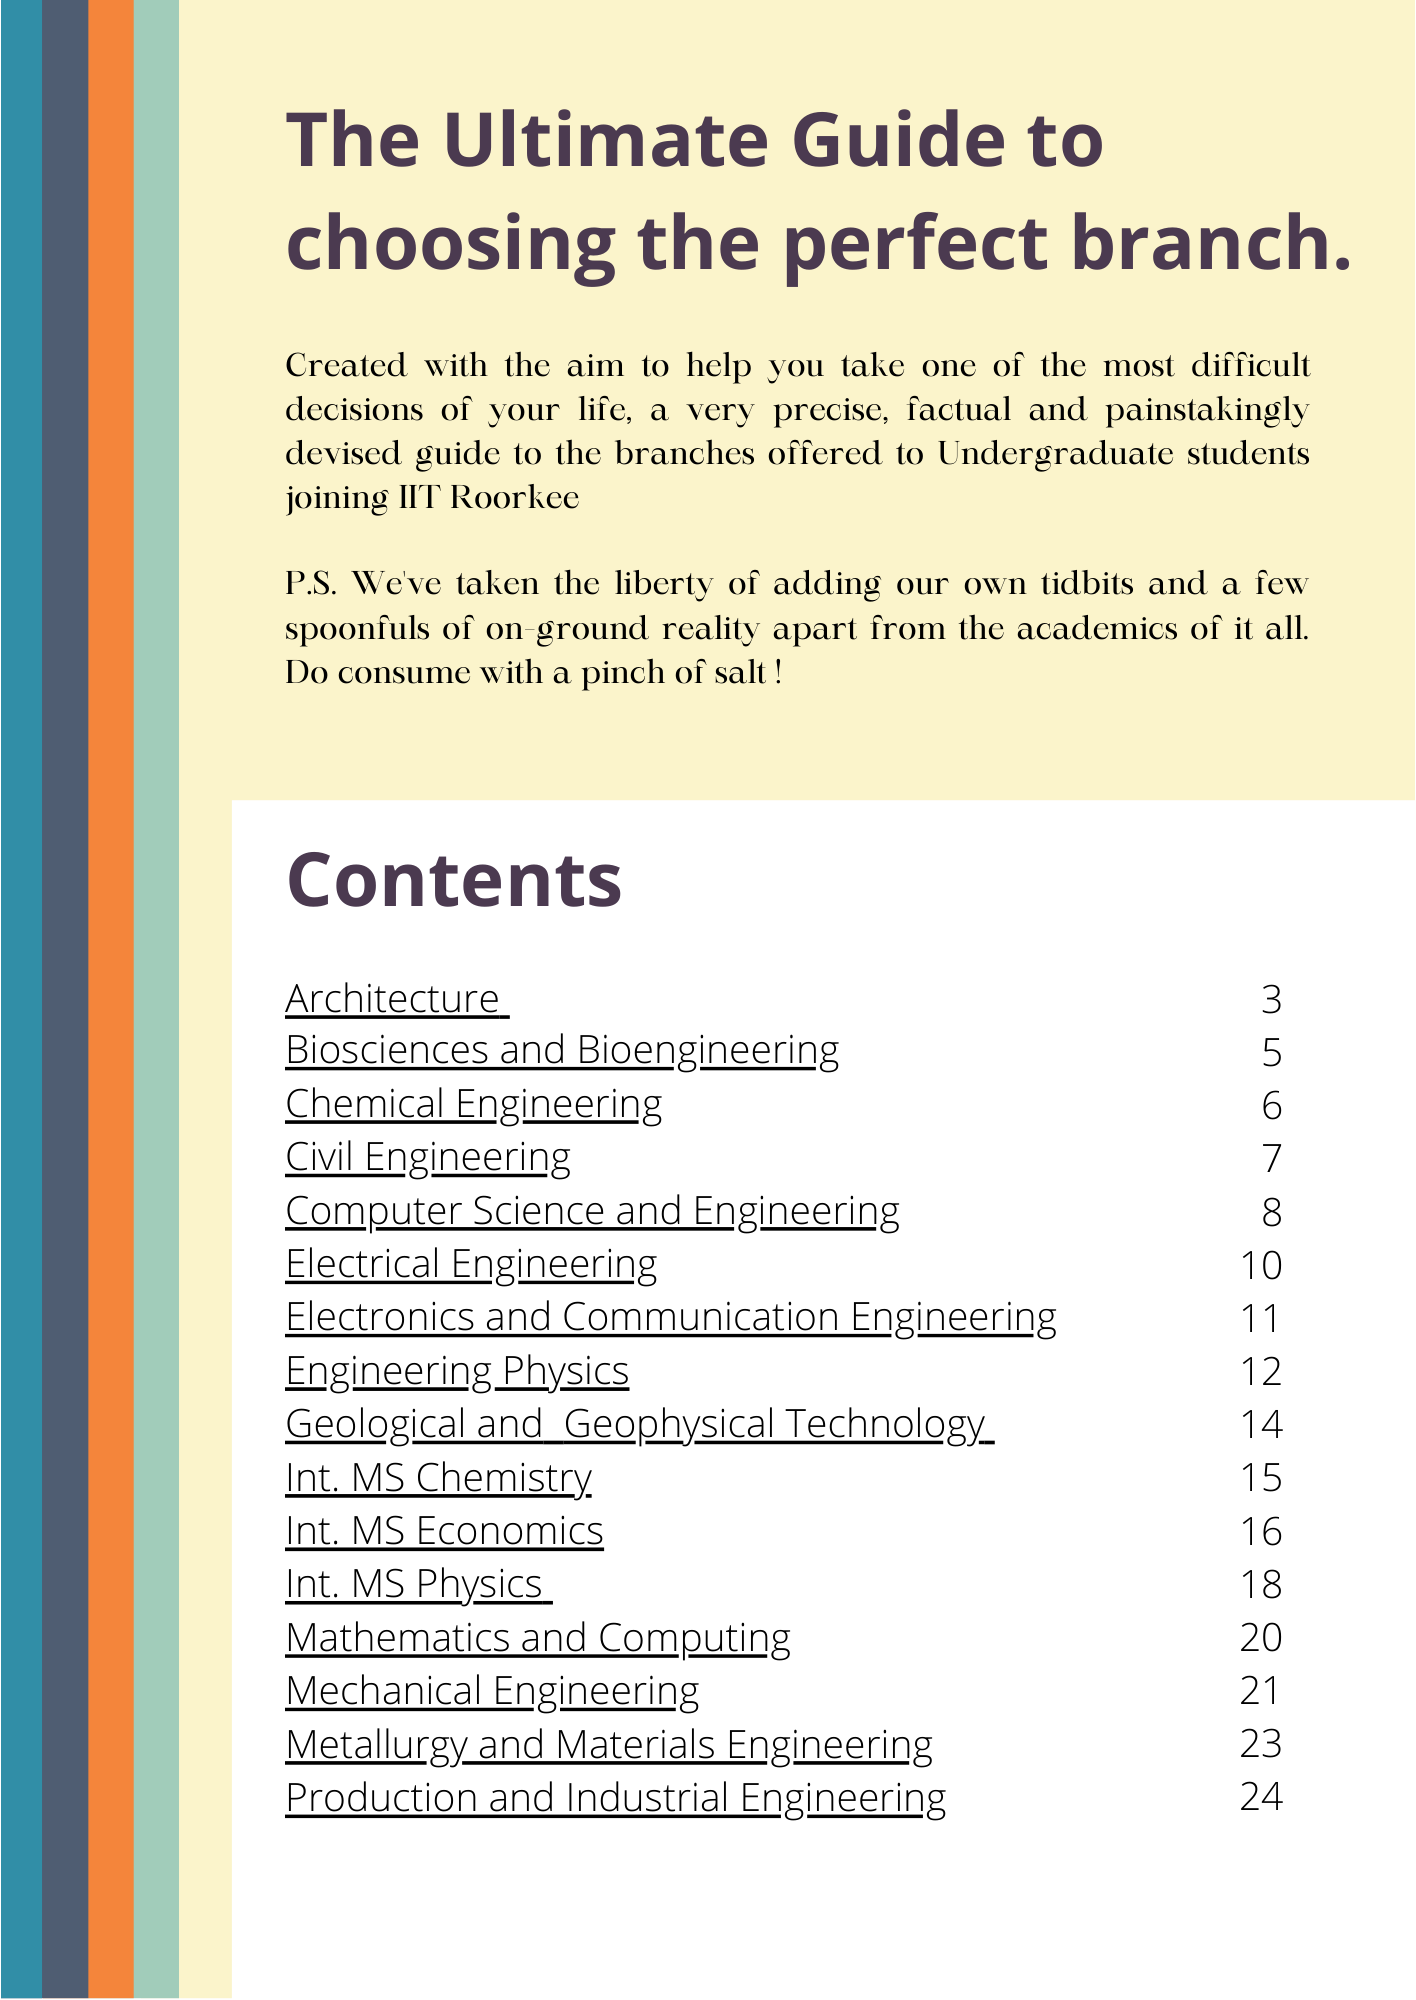 The Ultimate Guide to
choosing the perfect branch.
Created with the aim to help you take one of the most difficult
decisions of your life, a very precise, factual and painstakingly
devised guide to the branches offered to Undergraduate students
joining IIT Roorkee
P.S. We've taken the liberty of adding our own tidbits and a few
spoonfuls of on-ground reality apart from the academics of it all.
Do consume with a pinch of salt !
Contents
Architecture 3
Biosciences and Bioengineering 5
Chemical Engineering 6
Civil Engineering 7
Computer Science and Engineering 8
Electrical Engineering 10
Electronics and Communication Engineering 11
Engineering Physics 12
Geological and  Geophysical Technology 14
Int. MS Chemistry 15
Int. MS Economics 16
Int. MS Physics 18
Mathematics and Computing 20
Mechanical Engineering 21
Metallurgy and Materials Engineering 23
Production and Industrial Engineering 24